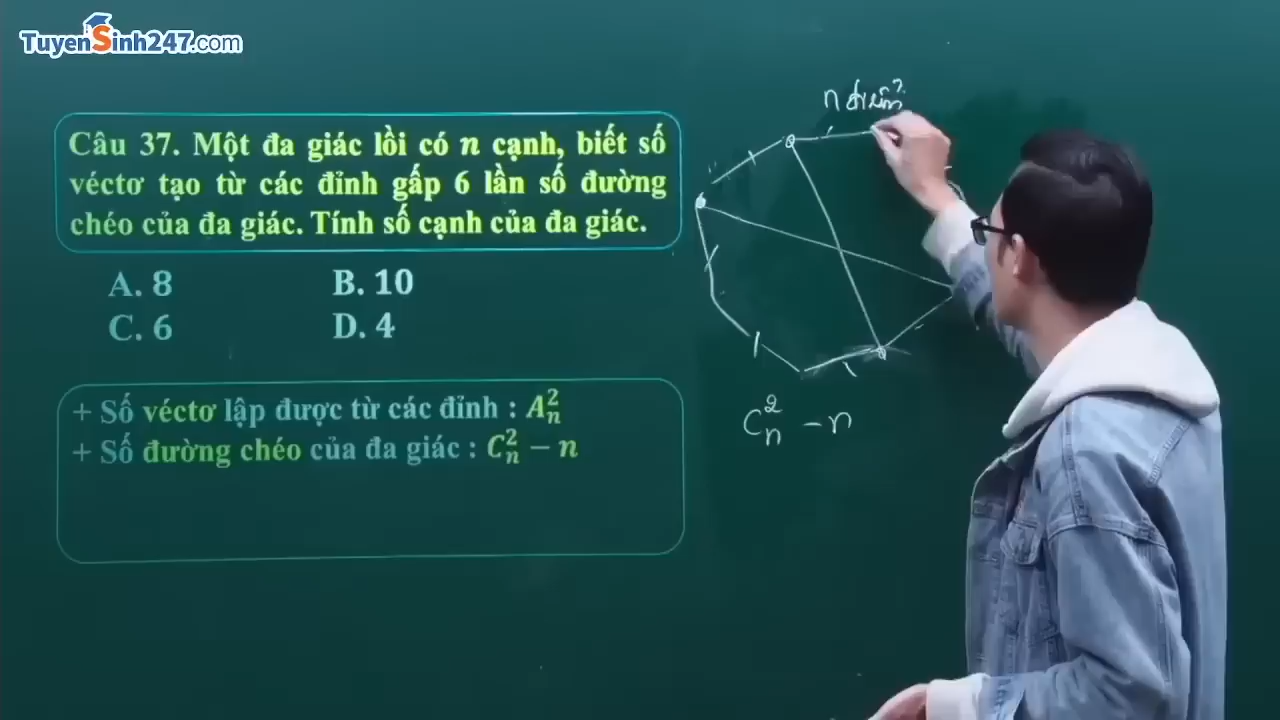 TuyenSinh247.com
Câu 37. Một đa giác lồi có n cạnh, biết số
véctơ tạo từ các đỉnh gấp 6 lần số đường
chéo của đa giác. Tính số cạnh của đa giác.
A. 8 B. 10
C. 6 D. 4
+ Số véctơ lập được từ các đỉnh : $A_n^2$
+ Số đường chéo của đa giác : $C_n^2 - n$
n điểm
$C_n^2 - n$